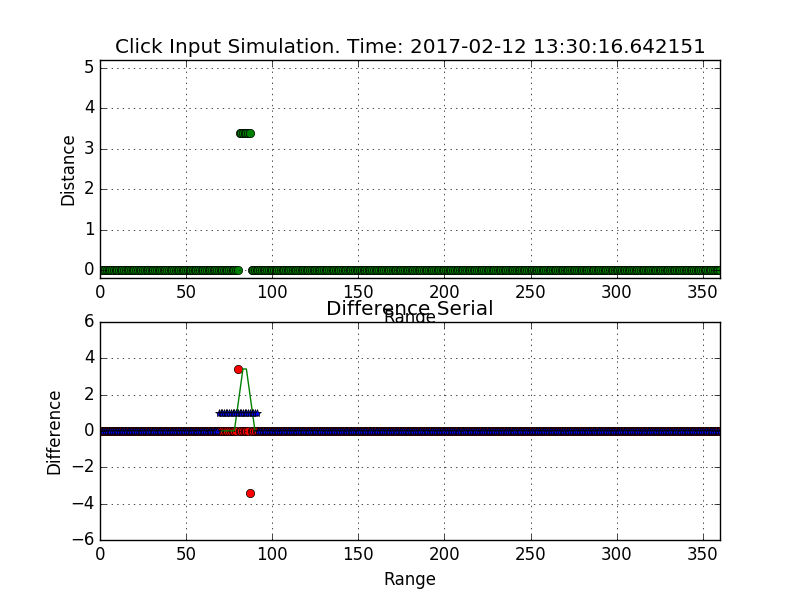 Click Input Simulation. Time: 2017-02-12 13:30:16.642151
5
4
3
2
1
0
Distance
0 50 100 150 200 250 300 350
Range
Difference Serial
6
4
2
0
−2
−4
−6
Difference
0 50 100 150 200 250 300 350
Range